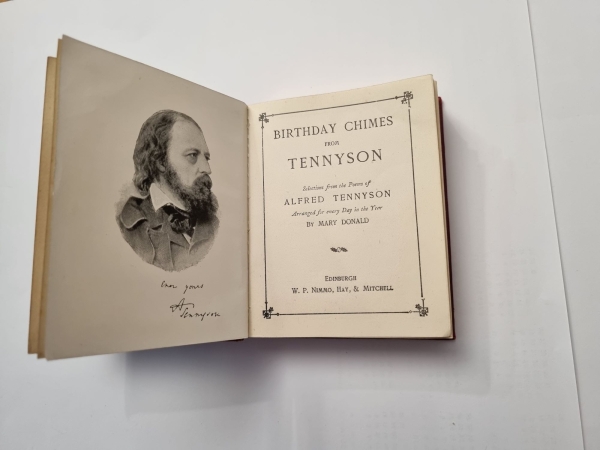 Ever yours
A Tennyson
BIRTHDAY CHIMES
FROM
TENNYSON
Selections from the Poems of
ALFRED TENNYSON
Arranged for every Day in the Year
BY MARY DONALD
EDINBURGH
W. P. NIMMO, HAY, & MITCHELL